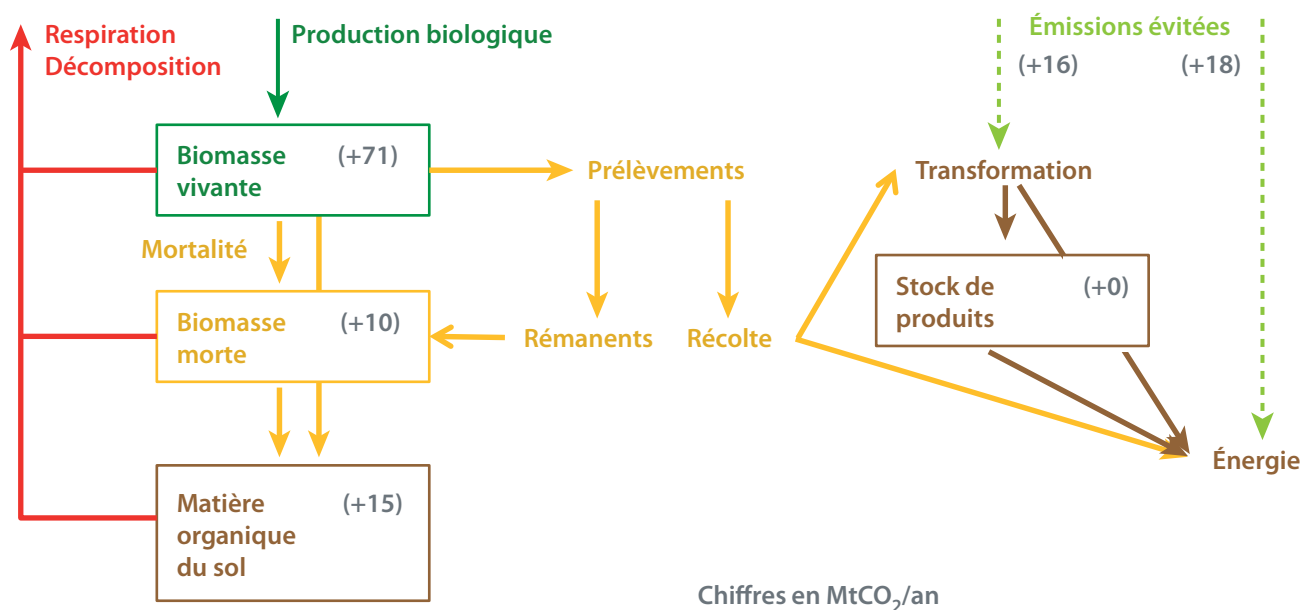 Respiration
Décomposition
Production biologique
Émissions évitées
(+16)
(+18)
Biomasse
vivante
(+71)
Prélèvements
Transformation
Mortalité
Stock de
produits
(+0)
Biomasse
morte
(+10)
Rémanents
Récolte
Énergie
Matière
organique
du sol
(+15)
Chiffres en MtCO₂/an